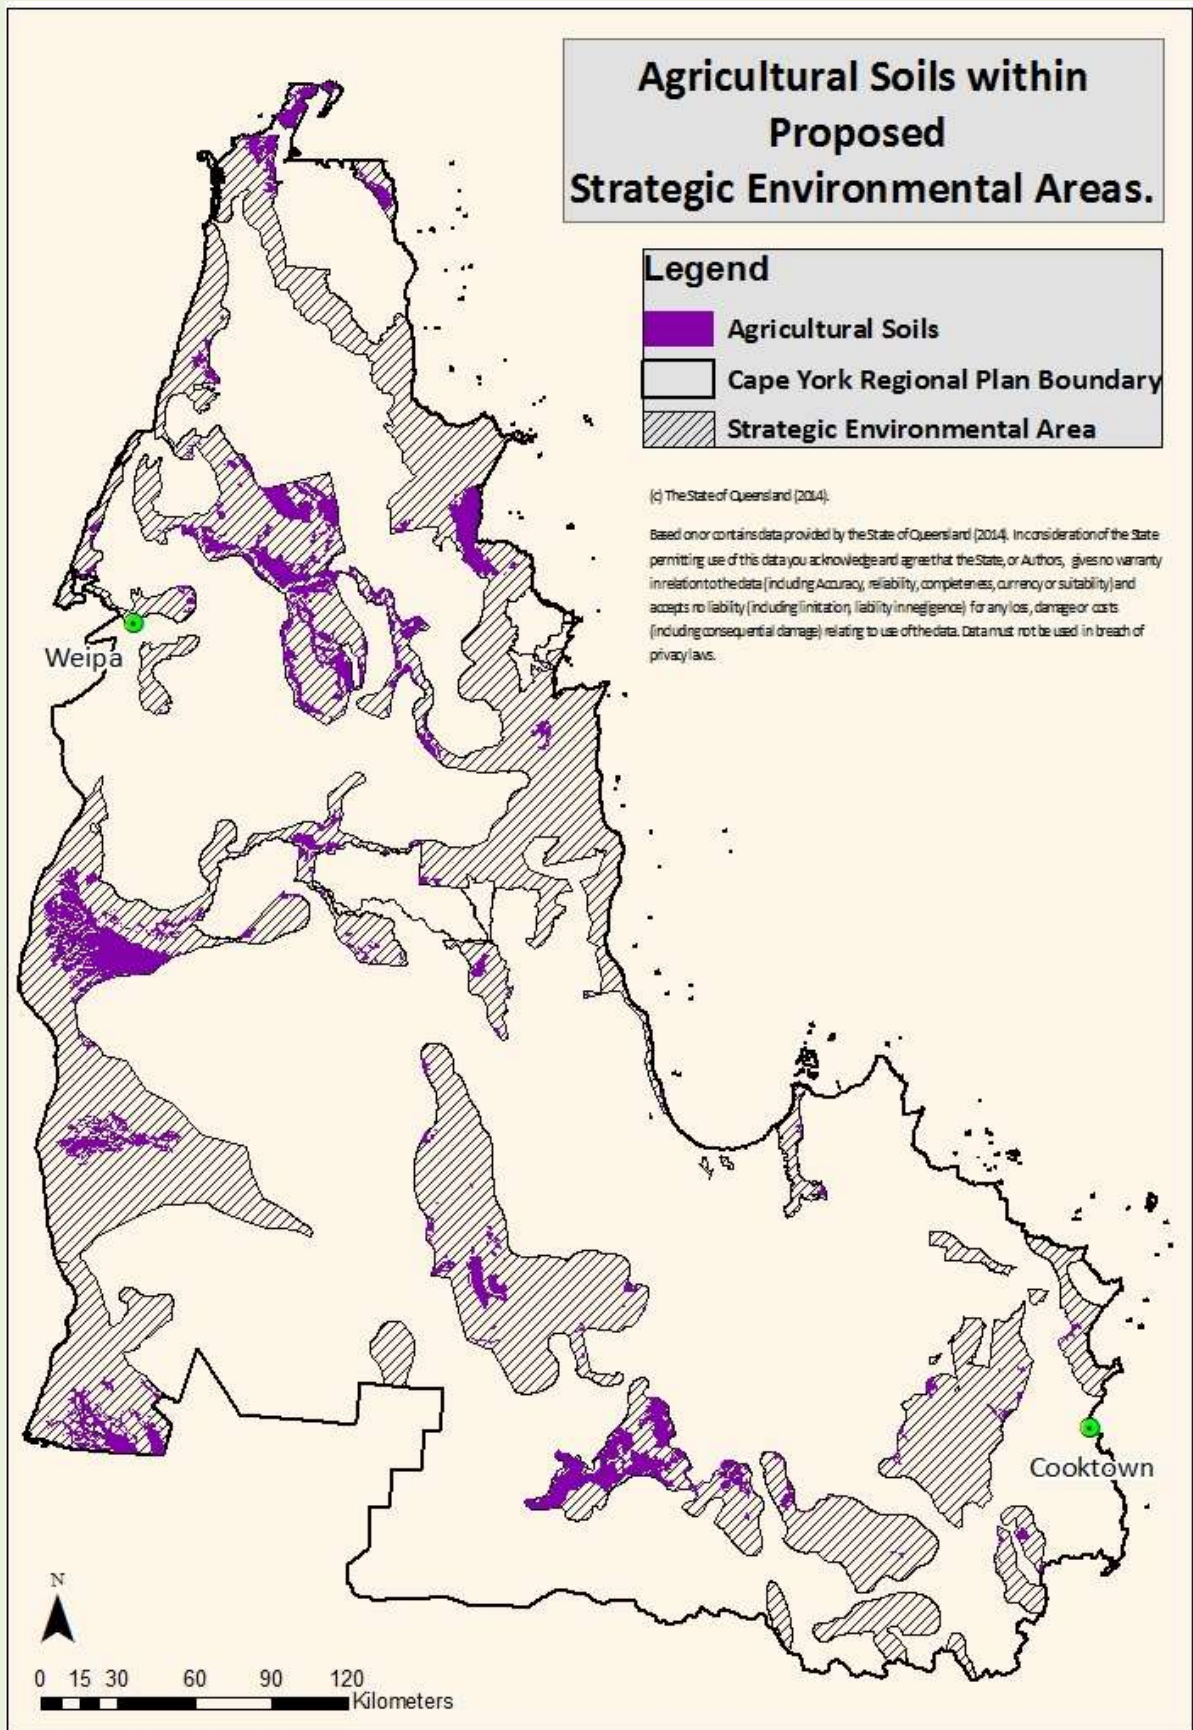 Agricultural Soils within
Proposed
Strategic Environmental Areas.
Legend
Agricultural Soils
Cape York Regional Plan Boundary
Strategic Environmental Area
(c) The State of Queensland (2014).
Based on or contains data provided by the State of Queensland (2014). In consideration of the State
permitting use of this data you acknowledge and agree that the State, or Authors, gives no warranty
in relation to the data (including Accuracy, reliability, completeness, currency or suitability) and
accepts no liability (including limitation, liability in negligence) for any loss, damage or costs
(including consequential damage) relating to use of the data. Data must not be used in breach of
privacy laws.
Weipa
Cooktown
N
0 15 30 60 90 120
Kilometers